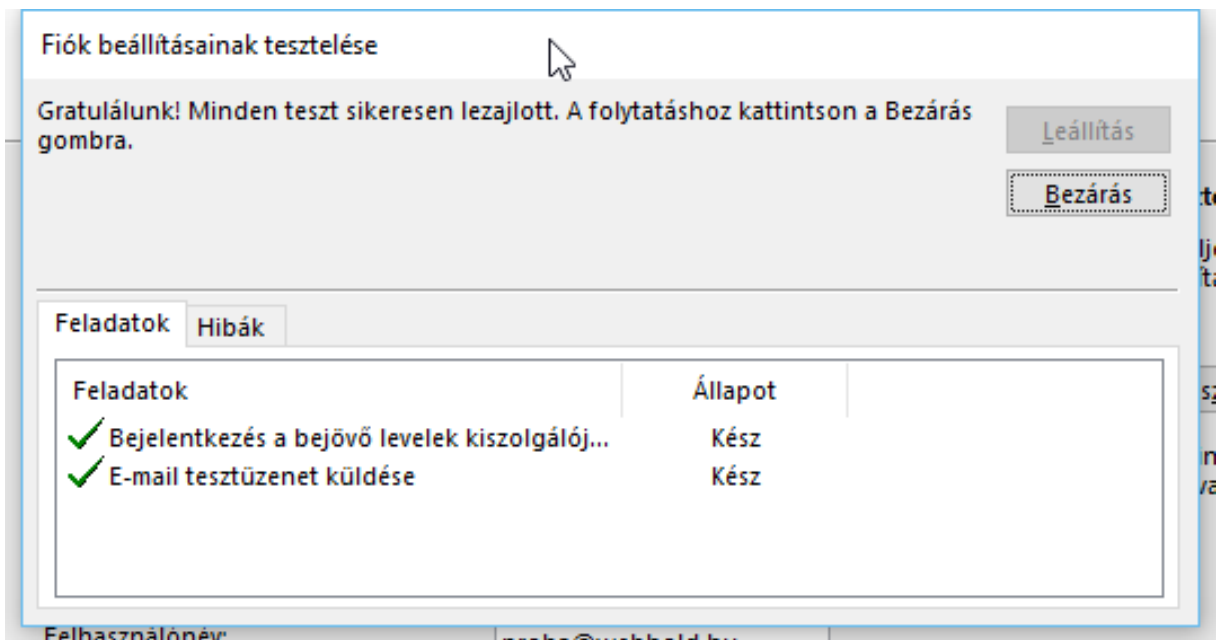 Fiók beállításainak tesztelése
Gratulálunk! Minden teszt sikeresen lezajlott. A folytatáshoz kattintson a Bezárás
gombra.
Leállítás
Bezárás
Feladatok Hibák
Feladatok Állapot
Bejelentkezés a bejövő levelek kiszolgálój... Kész
E-mail tesztüzenet küldése Kész
Felhasználónév: